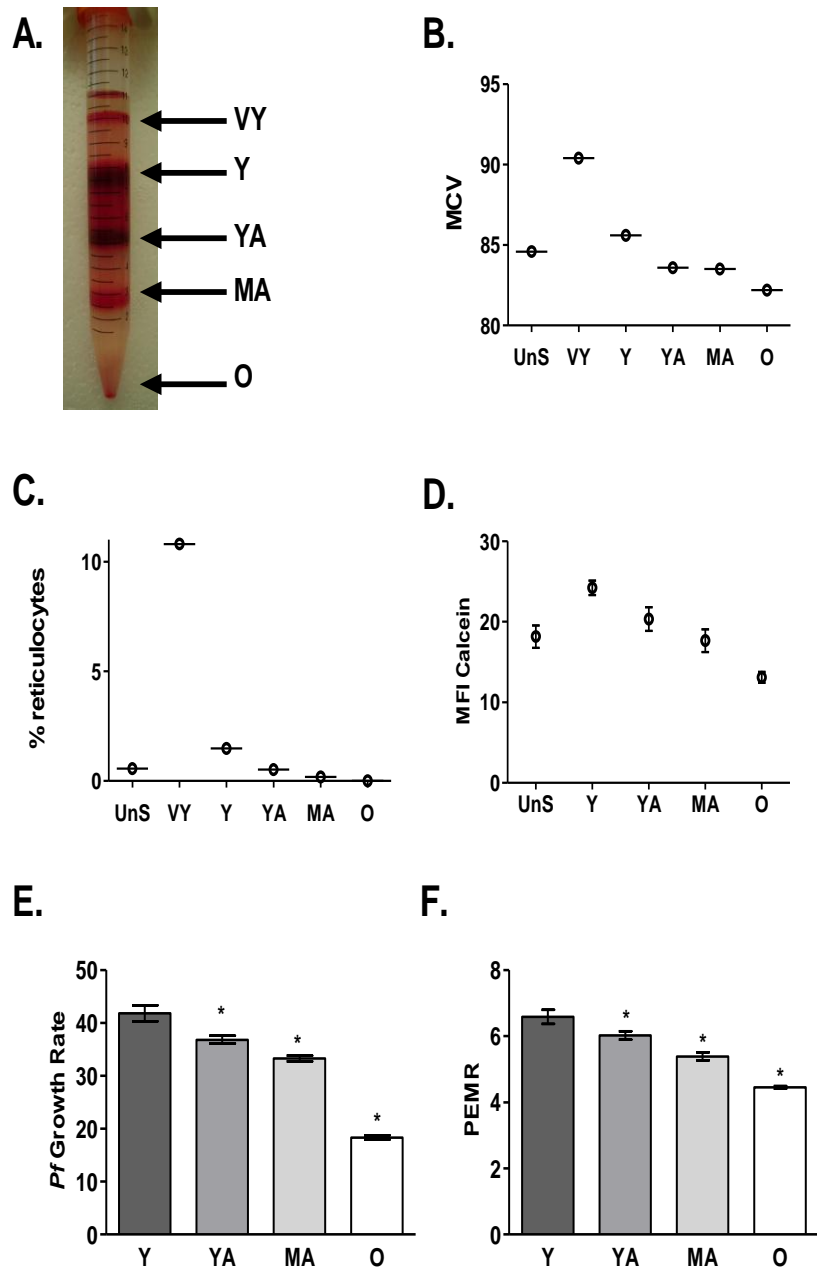 A.
VY
Y
YA
MA
O
B.
MCV
95
90
85
80
UnS VY Y YA MA O
C.
% reticulocytes
10
5
0
UnS VY Y YA MA O
D.
MFI Calcein
30
20
10
0
UnS Y YA MA O
E.
Pf Growth Rate
50
40
30
20
10
0
* * *
Y YA MA O
F.
PEMR
8
6
4
2
0
* * *
Y YA MA O